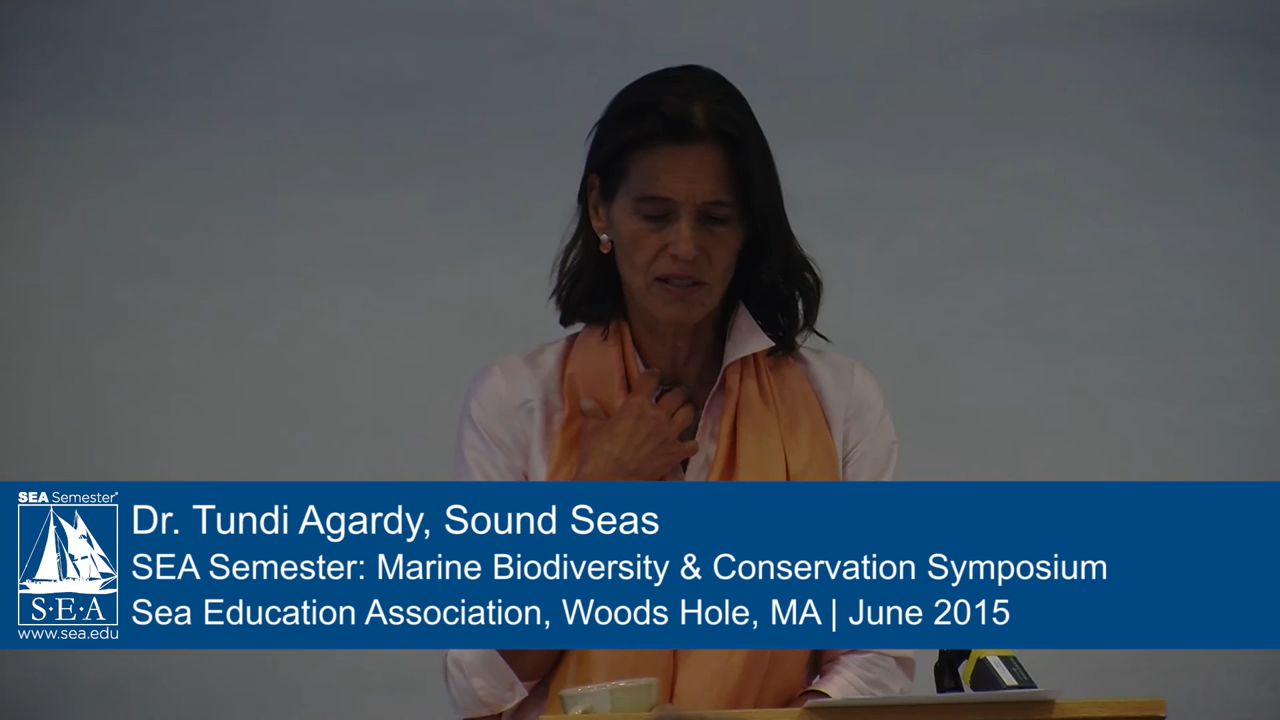 SEA Semester®
S·E·A
www.sea.edu
Dr. Tundi Agardy, Sound Seas
SEA Semester: Marine Biodiversity & Conservation Symposium
Sea Education Association, Woods Hole, MA | June 2015